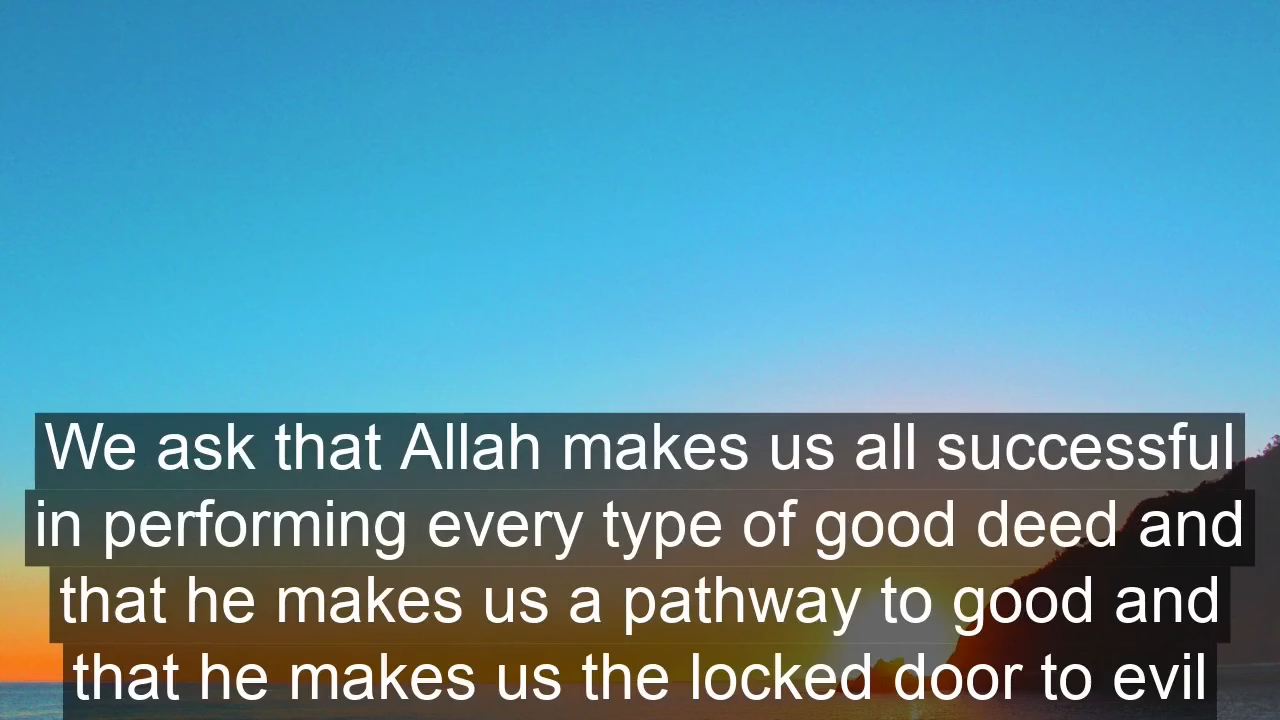 We ask that Allah makes us all successful
in performing every type of good deed and
that he makes us a pathway to good and
that he makes us the locked door to evil